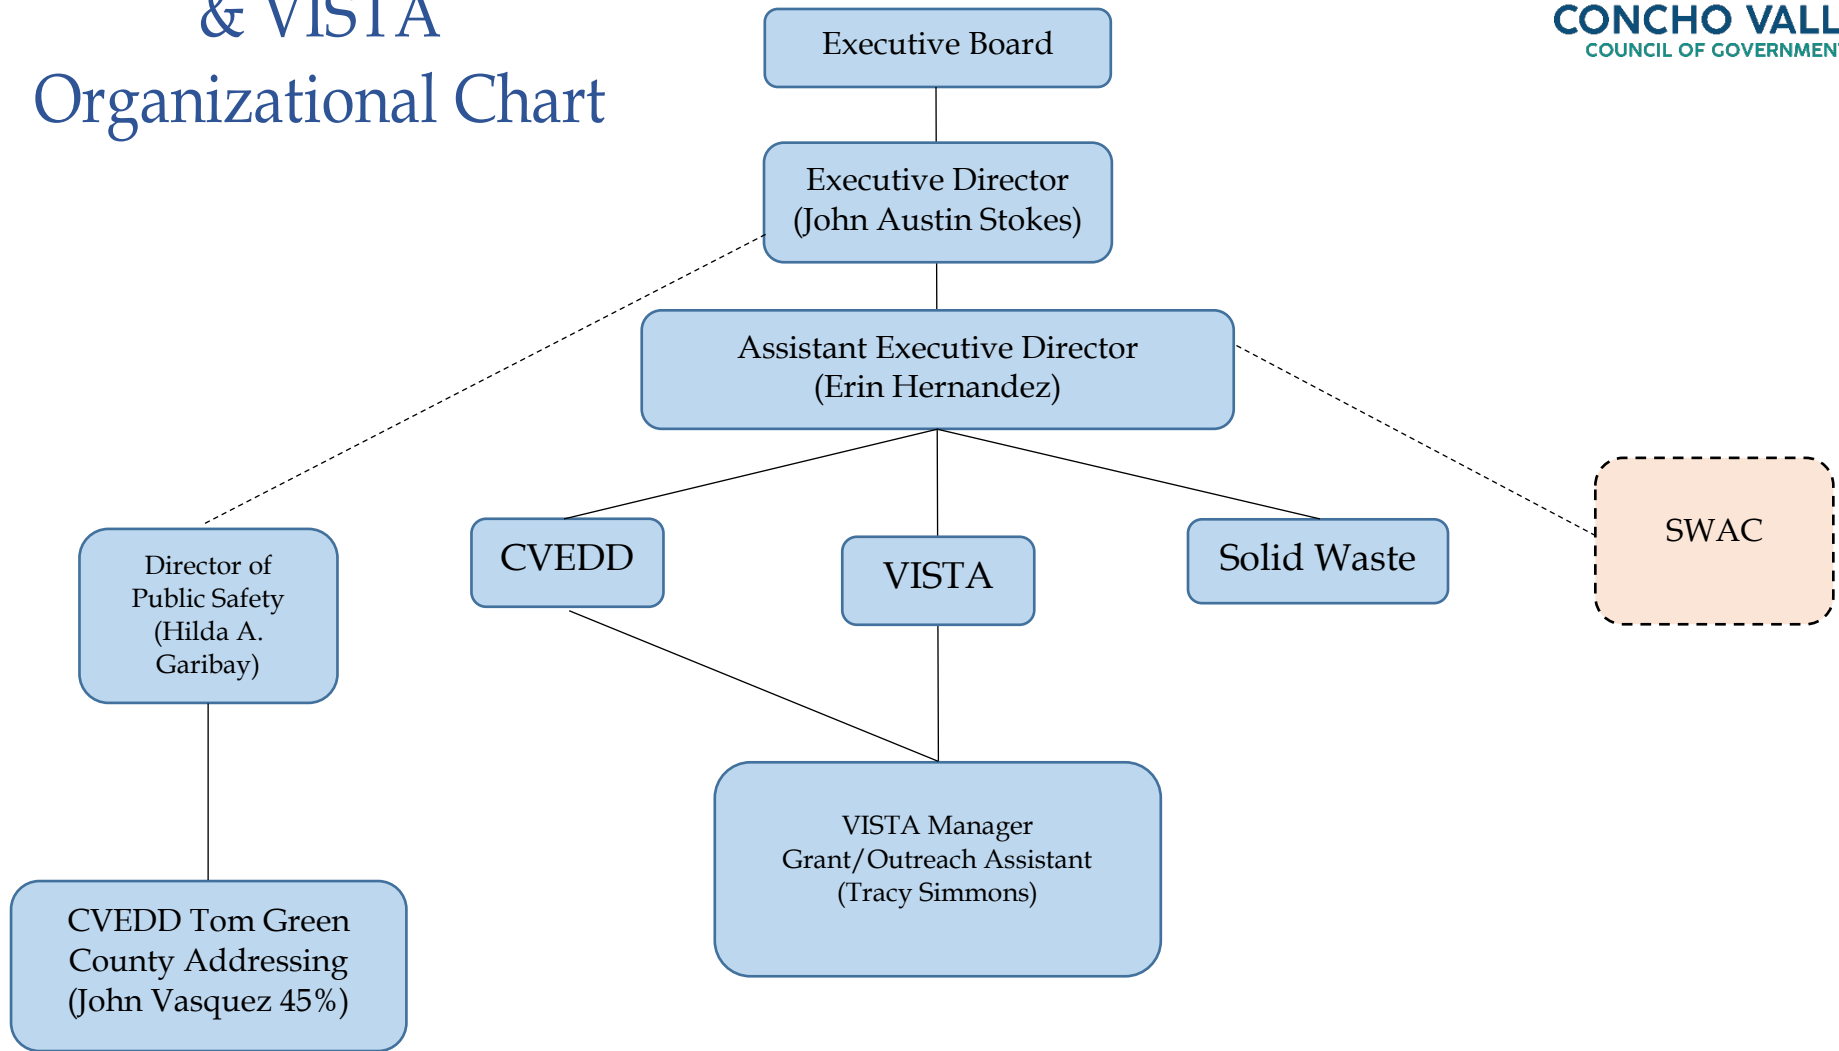 & VISTA
Organizational Chart
CONCHO VALL
COUNCIL OF GOVERNMENT
Executive Board
Executive Director
(John Austin Stokes)
Assistant Executive Director
(Erin Hernandez)
SWAC
CVEDD
VISTA
Solid Waste
Director of
Public Safety
(Hilda A.
Garibay)
VISTA Manager
Grant/Outreach Assistant
(Tracy Simmons)
CVEDD Tom Green
County Addressing
(John Vasquez 45%)